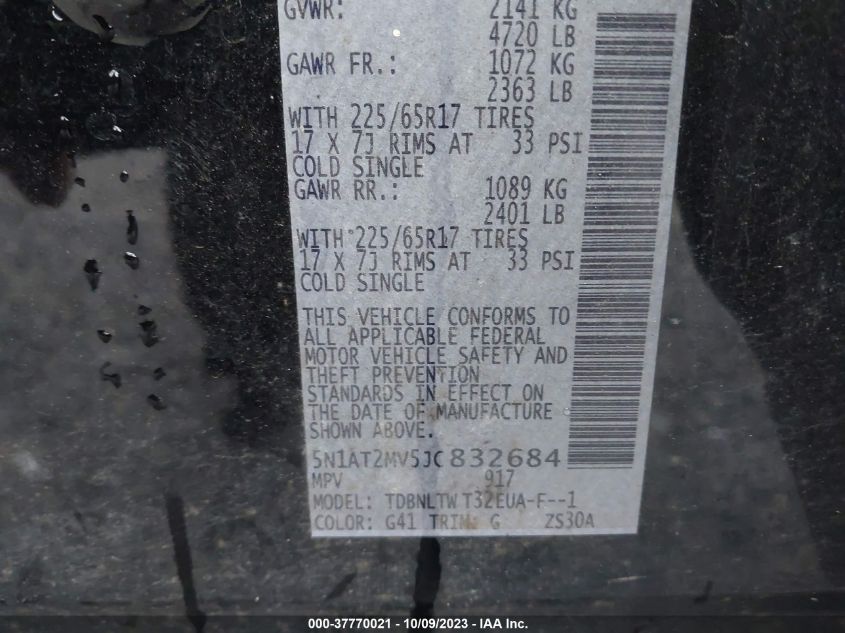 GVWR: 2141 KG
4720 LB
GAWR FR.: 1072 KG
2363 LB
WITH 225/65R17 TIRES
17 X 7J RIMS AT 33 PSI
COLD SINGLE
GAWR RR.: 1089 KG
2401 LB
WITH 225/65R17 TIRES
17 X 7J RIMS AT 33 PSI
COLD SINGLE
THIS VEHICLE CONFORMS TO
ALL APPLICABLE FEDERAL
MOTOR VEHICLE SAFETY AND
THEFT PREVENTION
STANDARDS IN EFFECT ON
THE DATE OF MANUFACTURE
SHOWN ABOVE.
5N1AT2MV5JC832684
MPV 917
MODEL: TDBNLTW T32EUA-F--1
COLOR: G41 TRIM: G ZS30A
000-37770021 - 10/09/2023 - IAA Inc.